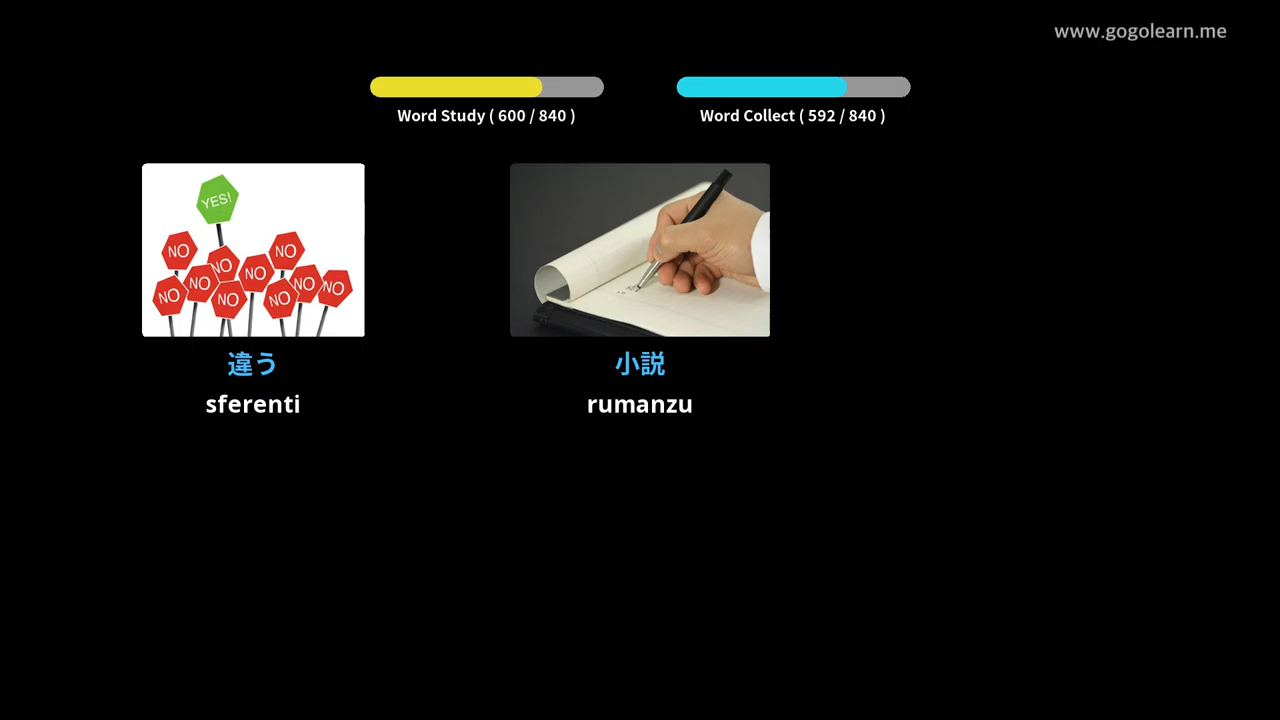 www.gogolearn.me
Word Study ( 600 / 840 )
Word Collect ( 592 / 840 )
YES!
NO
NO
NO
NO
NO
NO
NO
NO
NO
NO
違う
sferenti
小説
rumanzu